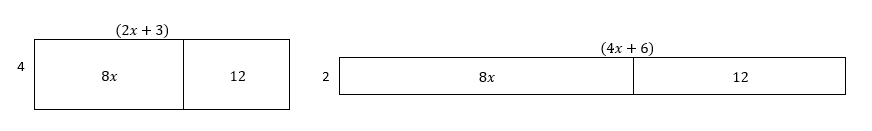 (2x + 3)
4
8x
12
(4x + 6)
2
8x
12